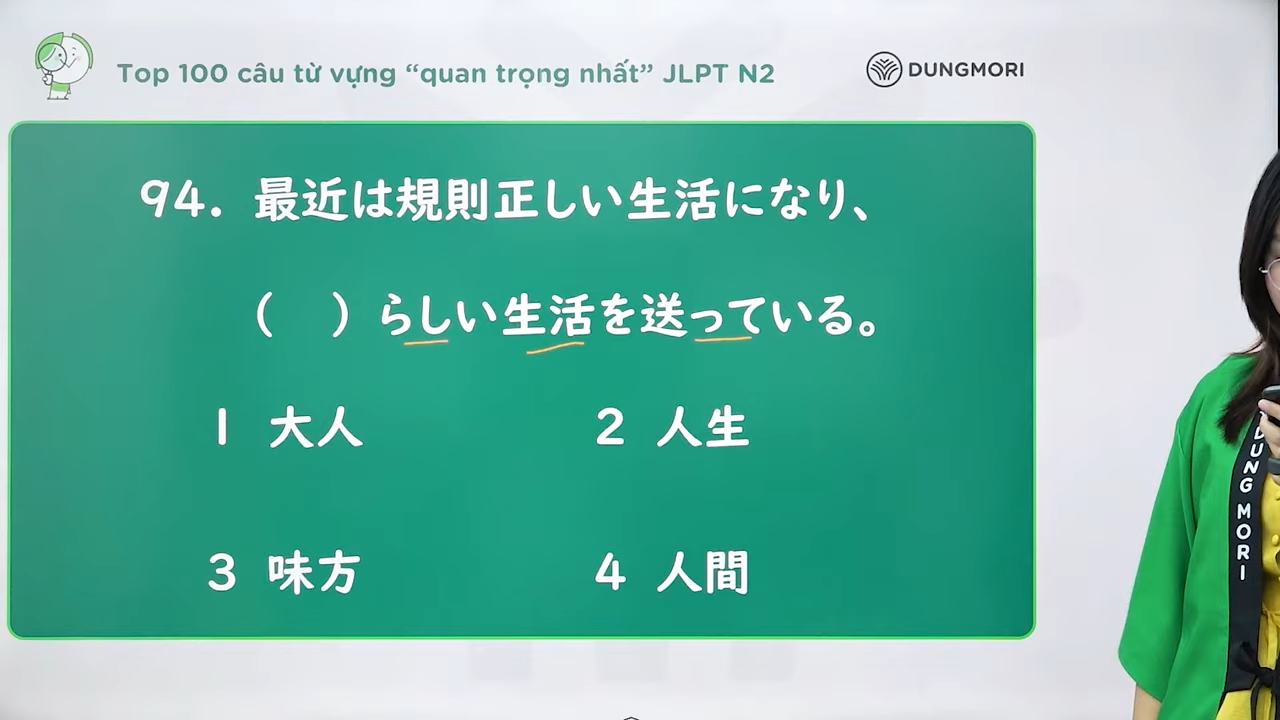 Top 100 câu từ vựng “quan trọng nhất” JLPT N2
DUNGMORI
94. 最近は規則正しい生活になり、
(　)らしい生活を送っている。
1 大人
2 人生
3 味方
4 人間
DUNG MORI